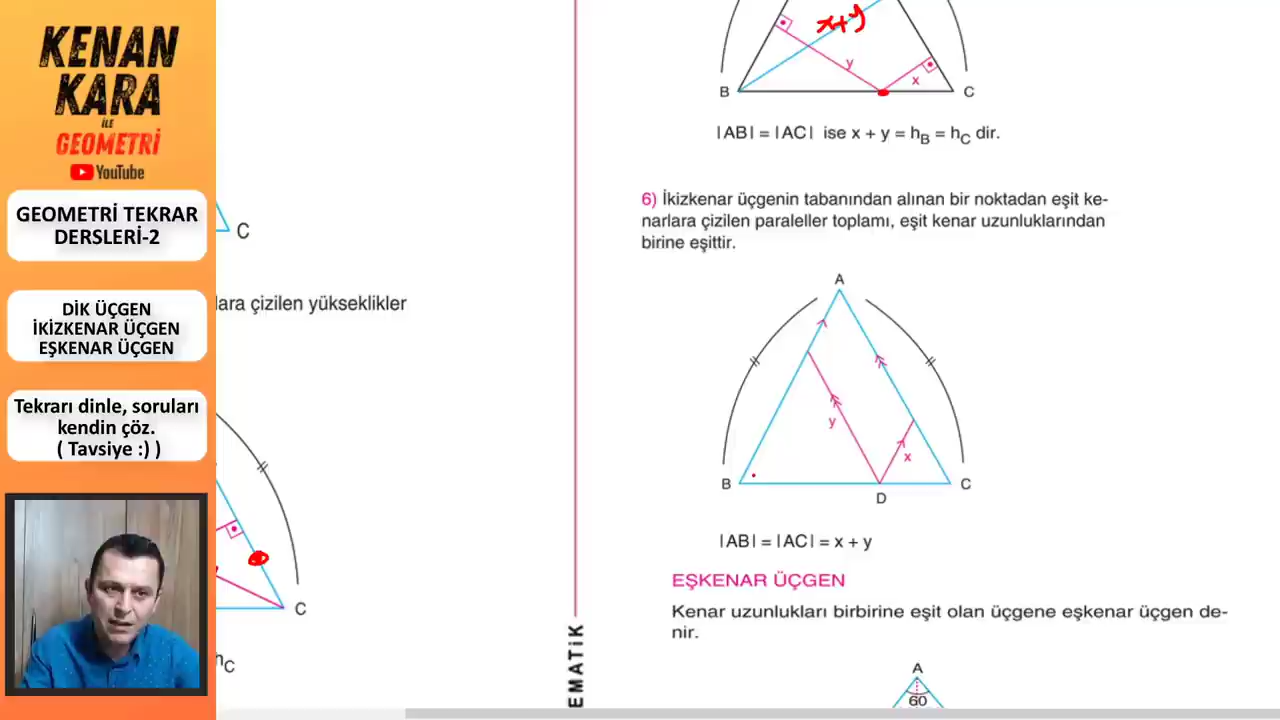 KENAN
KARA
İLE
GEOMETRİ
YouTube
GEOMETRİ TEKRAR
DERSLERİ-2
DİK ÜÇGEN
İKİZKENAR ÜÇGEN
EŞKENAR ÜÇGEN
Tekrarı dinle, soruları
kendin çöz.
( Tavsiye :) )
C
lara çizilen yükseklikler
C
hC
EMATİK
x+y
y
x
B
C
|AB| = |AC| ise x + y = hB = hC dir.
6) İkizkenar üçgenin tabanından alınan bir noktadan eşit ke-
narlara çizilen paraleller toplamı, eşit kenar uzunluklarından
birine eşittir.
A
y
x
B
D
C
|AB| = |AC| = x + y
EŞKENAR ÜÇGEN
Kenar uzunlukları birbirine eşit olan üçgene eşkenar üçgen de-
nir.
A
60